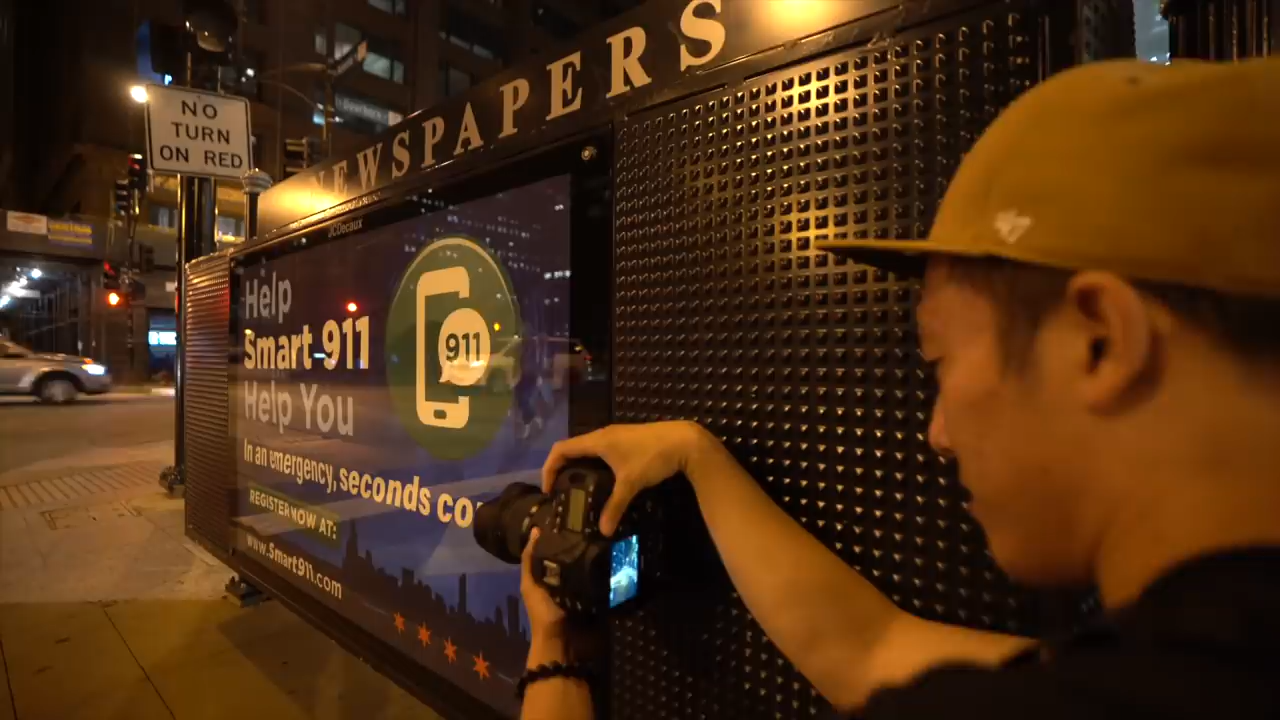 NO
TURN
ON RED
NEWSPAPERS
JCDecaux
Help
Smart 911
Help You
911
In an emergency, seconds co
REGISTER NOW AT:
www.Smart911.com